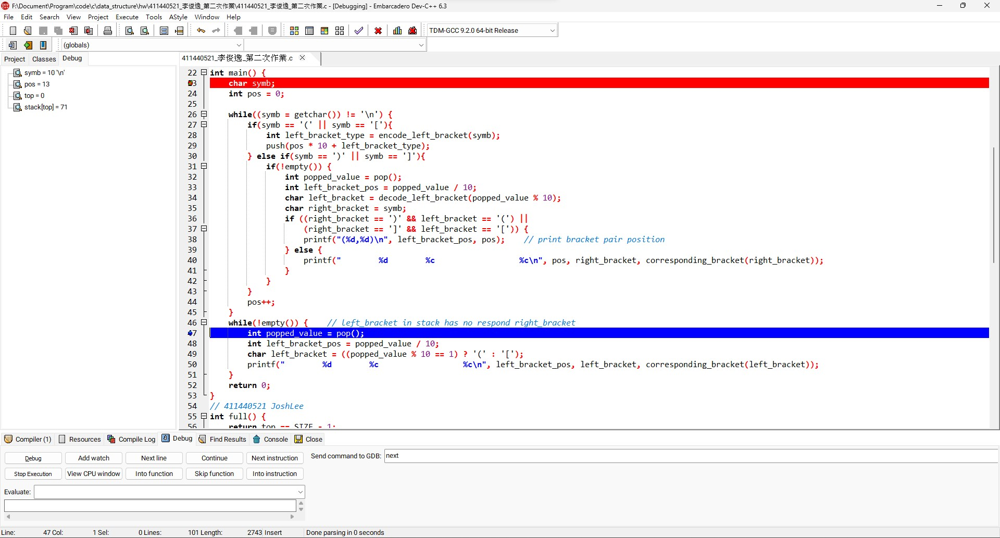 F:\Document\Program\code\c\data_structure\hw\411440521_李俊逸_第二次作業\411440521_李俊逸_第二次作業.c - [Debugging] - Embarcadero Dev-C++ 6.3
File Edit Search View Project Execute Tools AStyle Window Help
TDM-GCC 9.2.0 64-bit Release
(globals)
Project Classes Debug
411440521_李俊逸_第二次作業.c
symb = 10 '\n'
pos = 13
top = 0
stack[top] = 71
22 int main() {
23     char symb;
24     int pos = 0;
25
26     while((symb = getchar()) != '\n') {
27         if(symb == '(' || symb == '['){
28             int left_bracket_type = encode_left_bracket(symb);
29             push(pos * 10 + left_bracket_type);
30         } else if(symb == ')' || symb == ']'){
31             if(!empty()) {
32                 int popped_value = pop();
33                 int left_bracket_pos = popped_value / 10;
34                 char left_bracket = decode_left_bracket(popped_value % 10);
35                 char right_bracket = symb;
36                 if ((right_bracket == ')' && left_bracket == '(') ||
37                     (right_bracket == ']' && left_bracket == '[')) {
38                     printf("(%d,%d)\n", left_bracket_pos, pos);    // print bracket pair position
39                 } else {
40                     printf("        %d        %c                  %c\n", pos, right_bracket, corresponding_bracket(right_bracket));
41                 }
42             }
43         }
44         pos++;
45     }
46     while(!empty()) {    // left_bracket in stack has no respond right_bracket
47         int popped_value = pop();
48         int left_bracket_pos = popped_value / 10;
49         char left_bracket = ((popped_value % 10 == 1) ? '(' : '[');
50         printf("        %d        %c                  %c\n", left_bracket_pos, left_bracket, corresponding_bracket(left_bracket));
51     }
52     return 0;
53 }
54 // 411440521 JoshLee
55 int full() {
56     return top == SIZE - 1;
Compiler (1) Resources Compile Log Debug Find Results Console Close
Debug Add watch Next line Continue Next instruction Send command to GDB: next
Stop Execution View CPU window Into function Skip function Into instruction
Evaluate:
Line: 47 Col: 1 Sel: 0 Lines: 101 Length: 2743 Insert Done parsing in 0 seconds